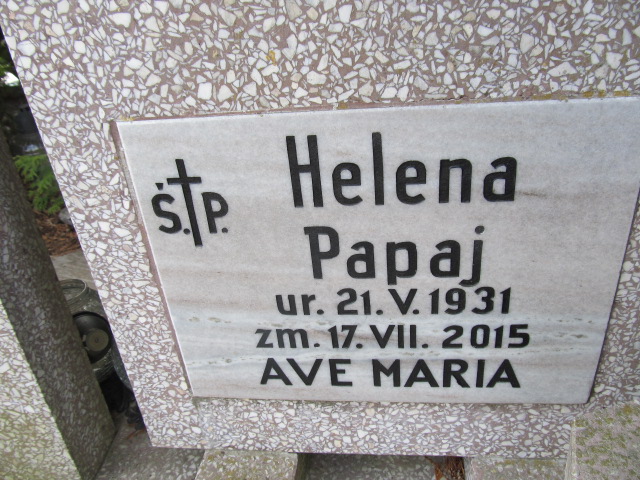 Ś.P.
Helena
Papaj
ur. 21. V. 1931
zm. 17. VII. 2015
AVE MARIA